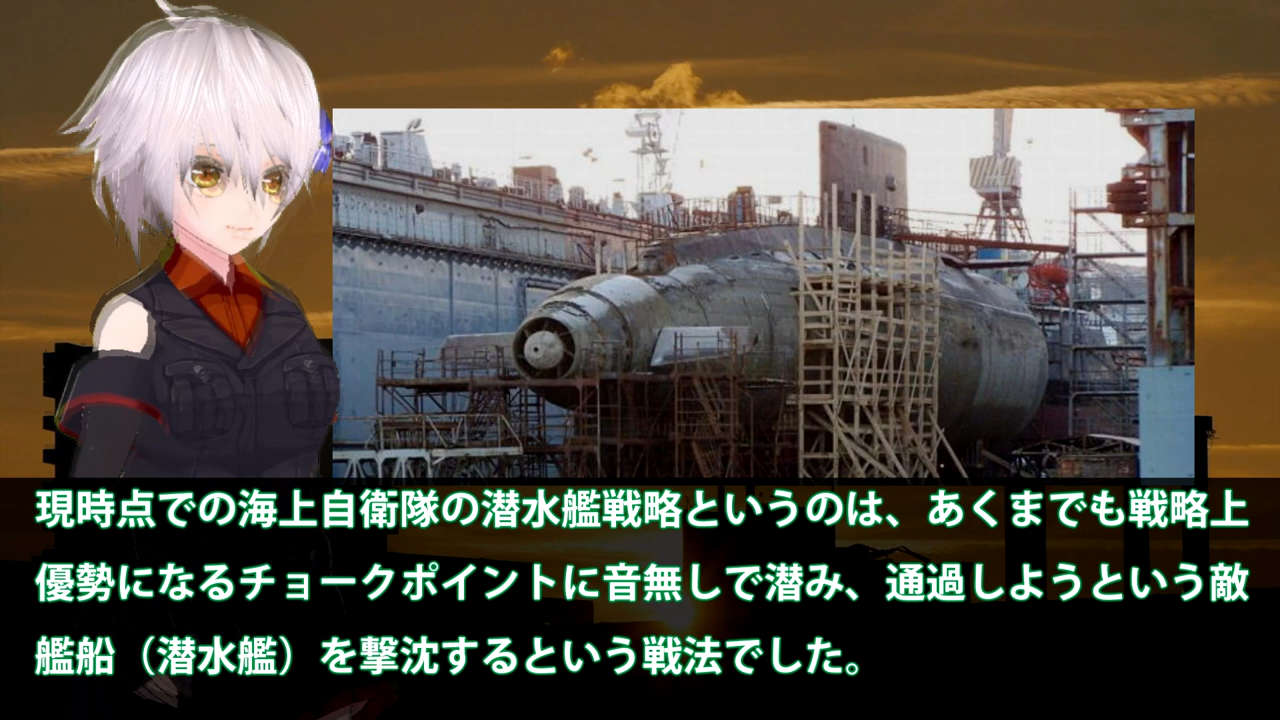 現時点での海上自衛隊の潜水艦戦略というのは、あくまでも戦略上
優勢になるチョークポイントに音無しで潜み、通過しようという敵
艦船（潜水艦）を撃沈するという戦法でした。